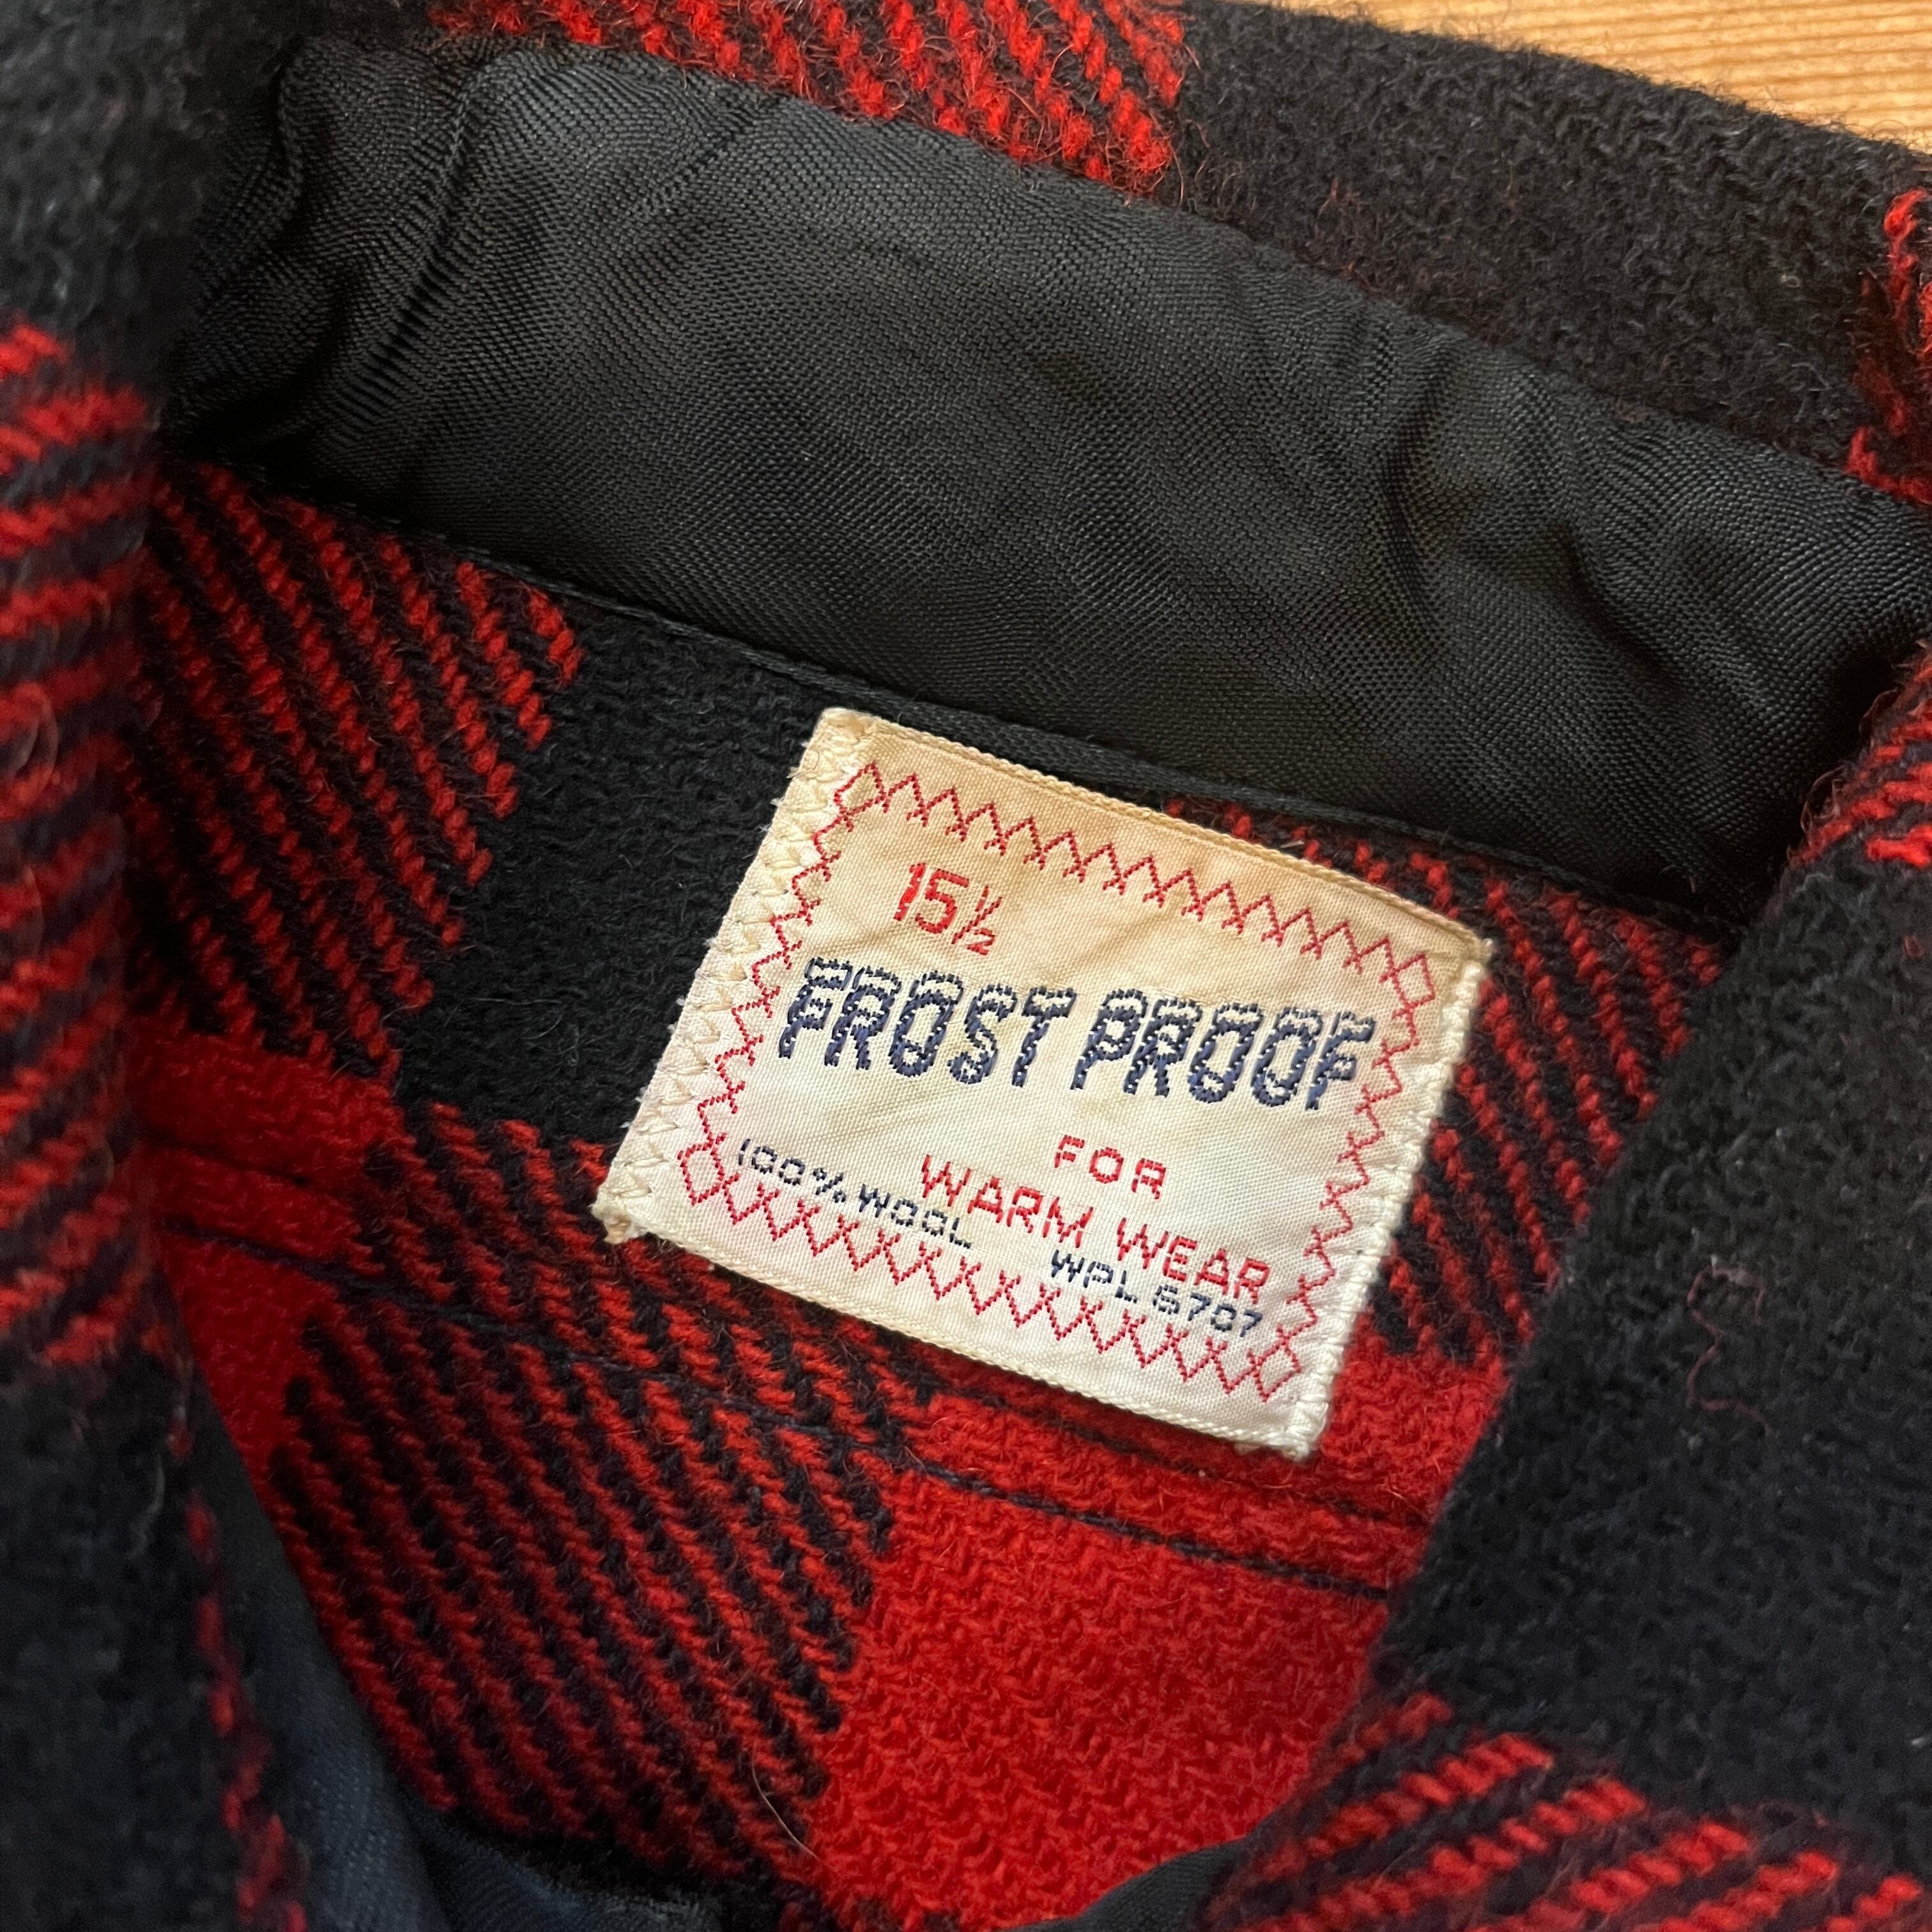 15½
FROST PROOF
FOR
WARM WEAR
100% WOOL
WPL 6707